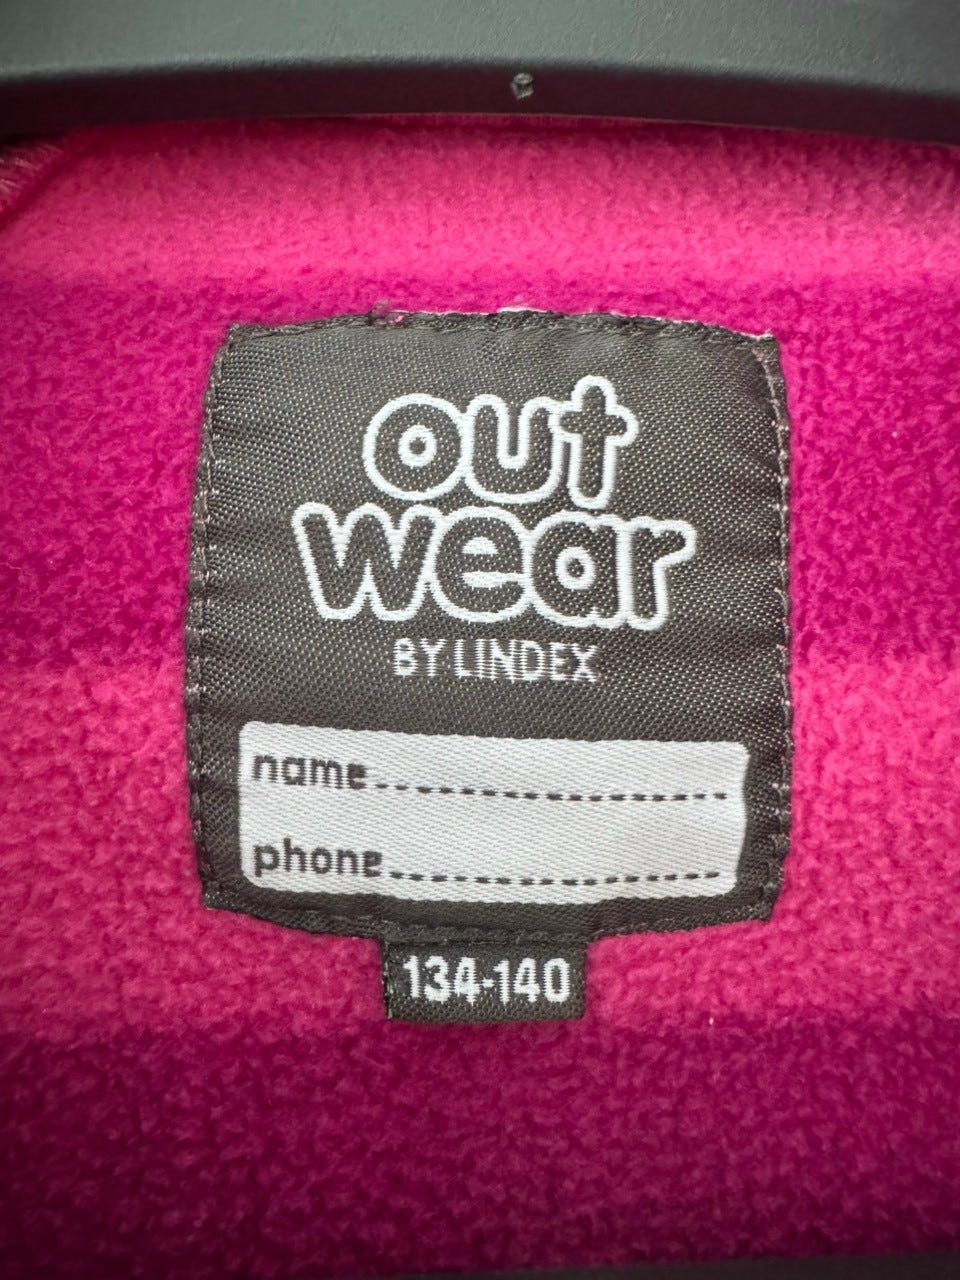 out
wear
BY LINDEX
name
phone
134-140